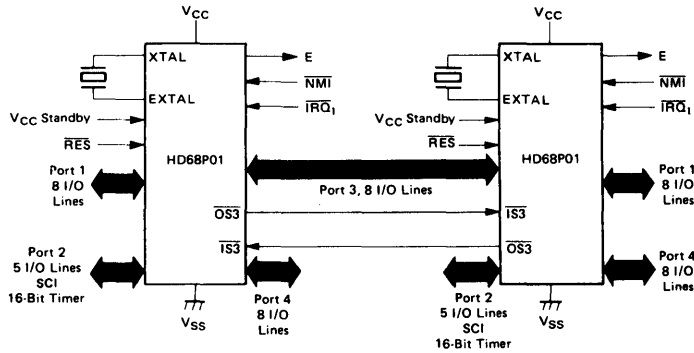 VCC
XTAL
E
EXTAL
NMI
IRQ1
VCC Standby
RES
HD68P01
Port 1
8 I/O
Lines
OS3
IS3
Port 2
5 I/O Lines
SCI
16-Bit Timer
Port 4
8 I/O
Lines
VSS
Port 3, 8 I/O Lines
VCC
XTAL
E
EXTAL
NMI
IRQ1
VCC Standby
RES
HD68P01
Port 1
8 I/O
Lines
IS3
OS3
Port 4
8 I/O
Lines
Port 2
5 I/O Lines
SCI
16-Bit Timer
VSS